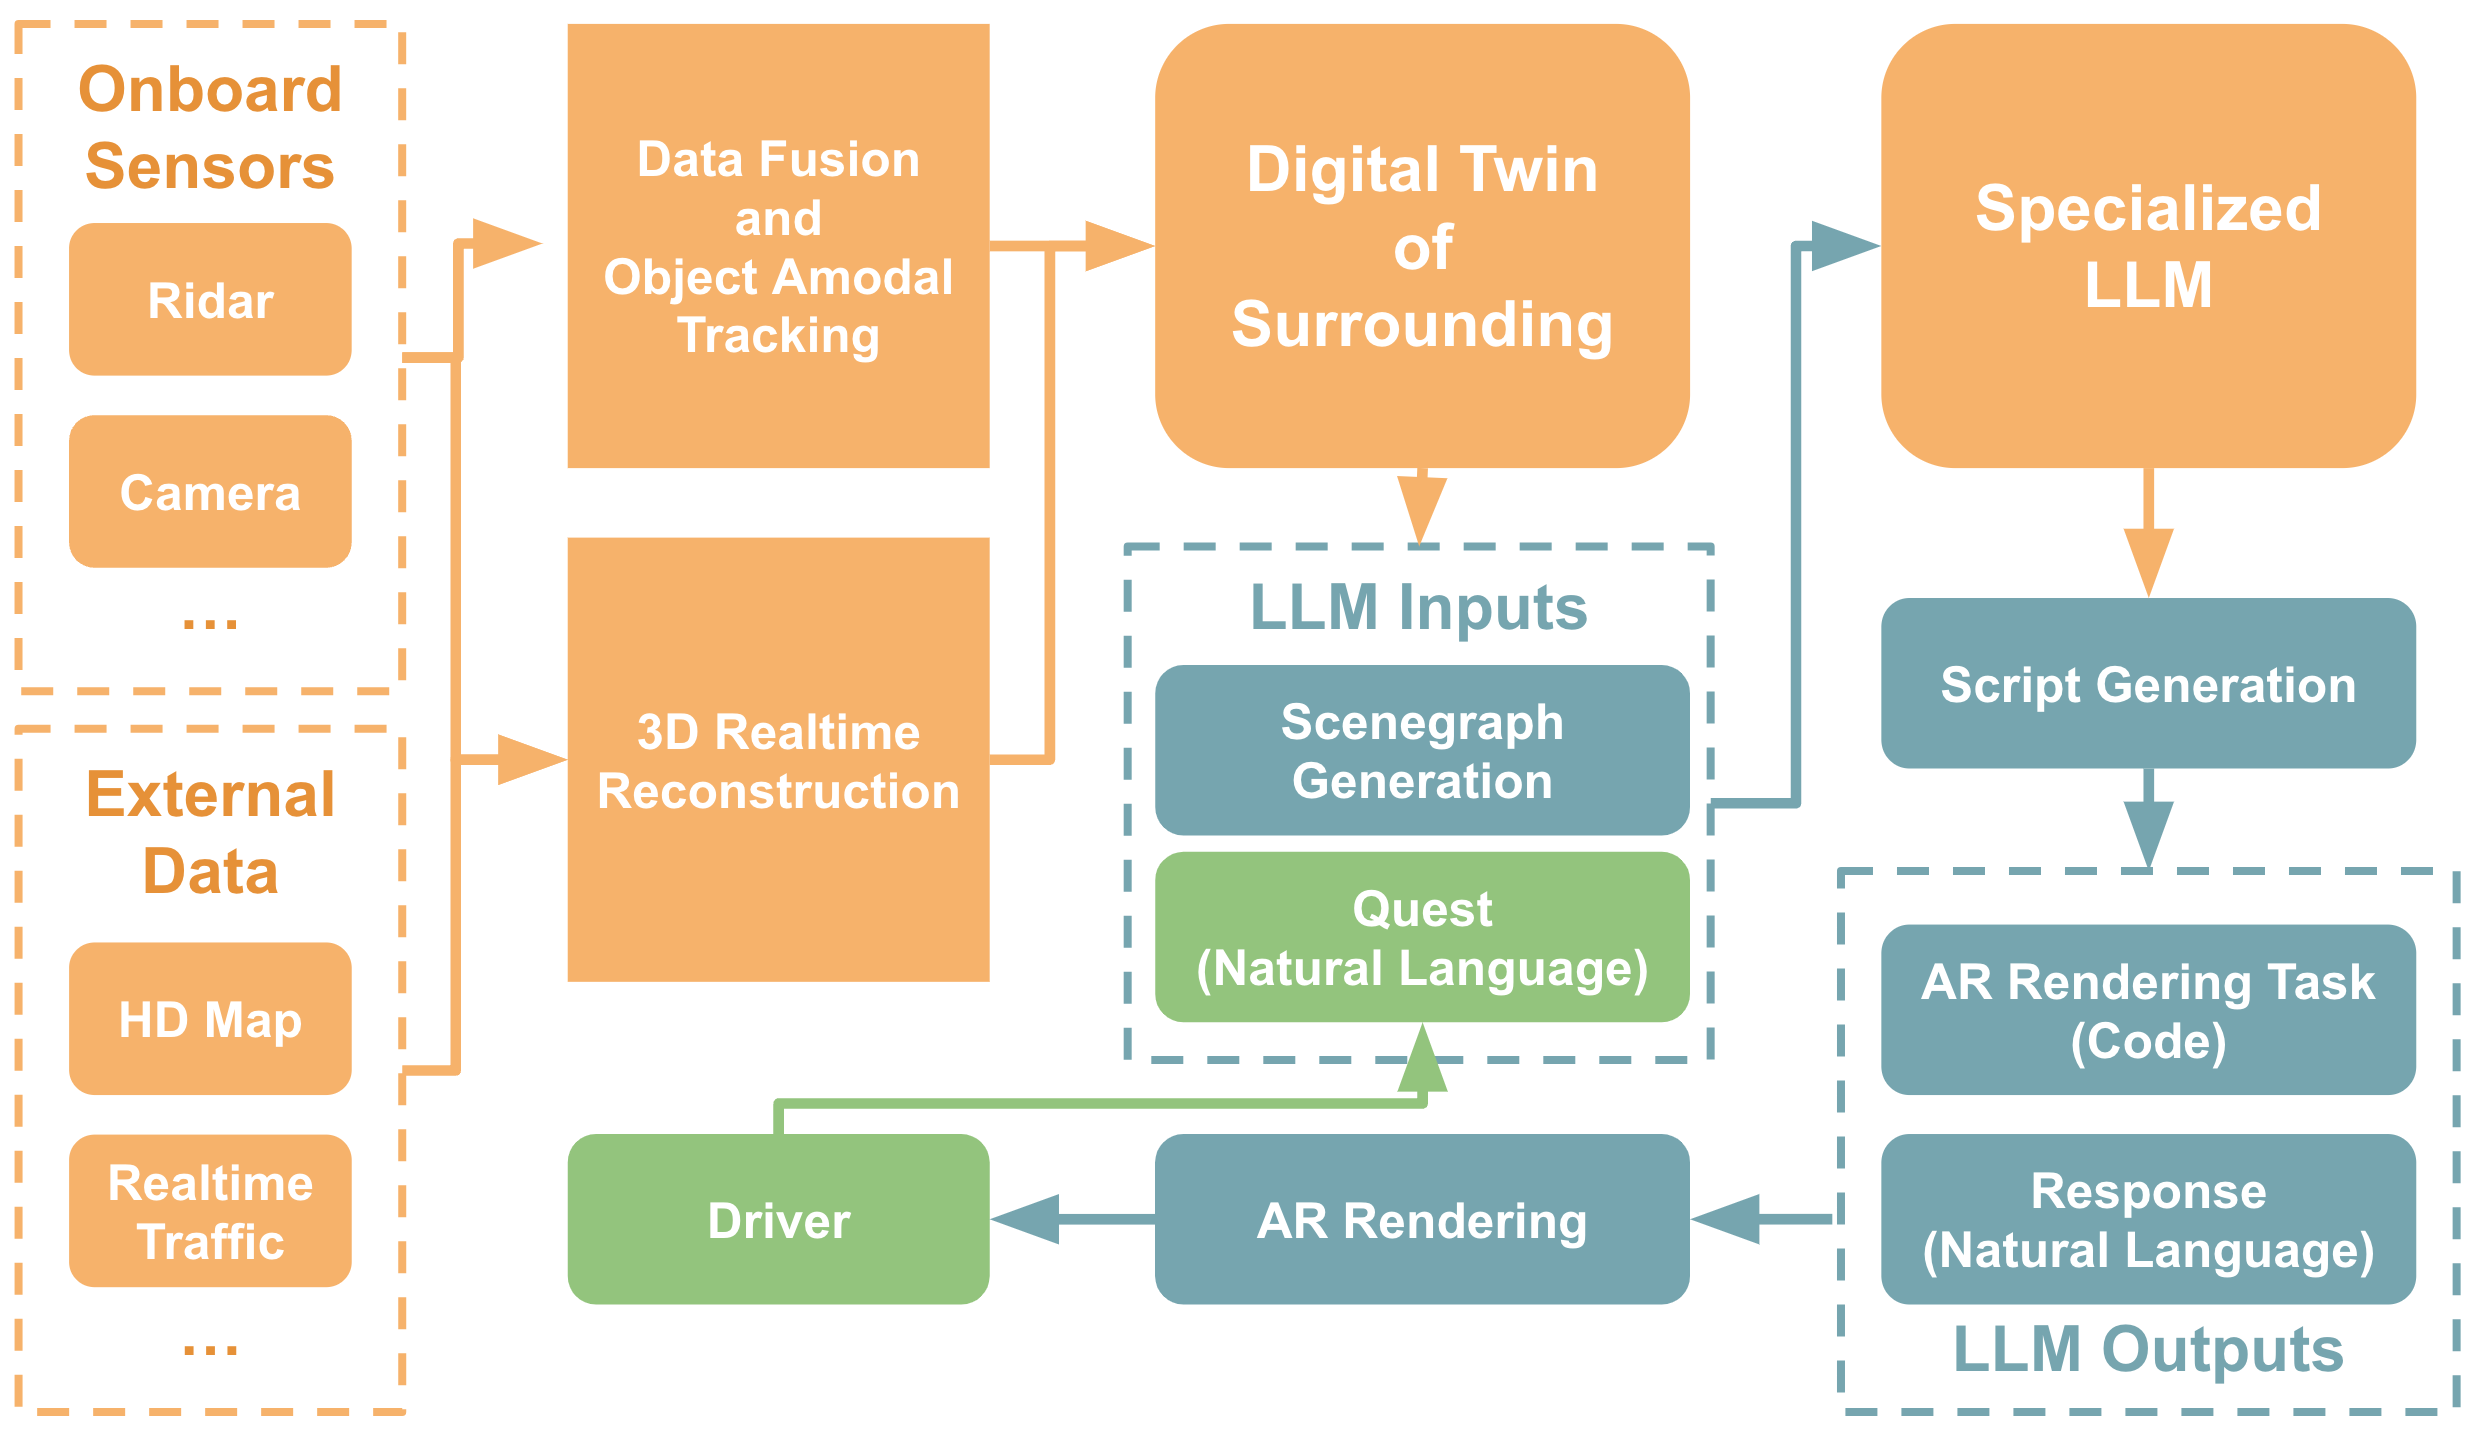 Onboard
Sensors
Ridar
Camera
...
External
Data
HD Map
Realtime
Traffic
...
Data Fusion
and
Object Amodal
Tracking
3D Realtime
Reconstruction
Digital Twin
of
Surrounding
LLM Inputs
Scenegraph
Generation
Quest
(Natural Language)
Specialized
LLM
Script Generation
AR Rendering Task
(Code)
Response
(Natural Language)
LLM Outputs
AR Rendering
Driver